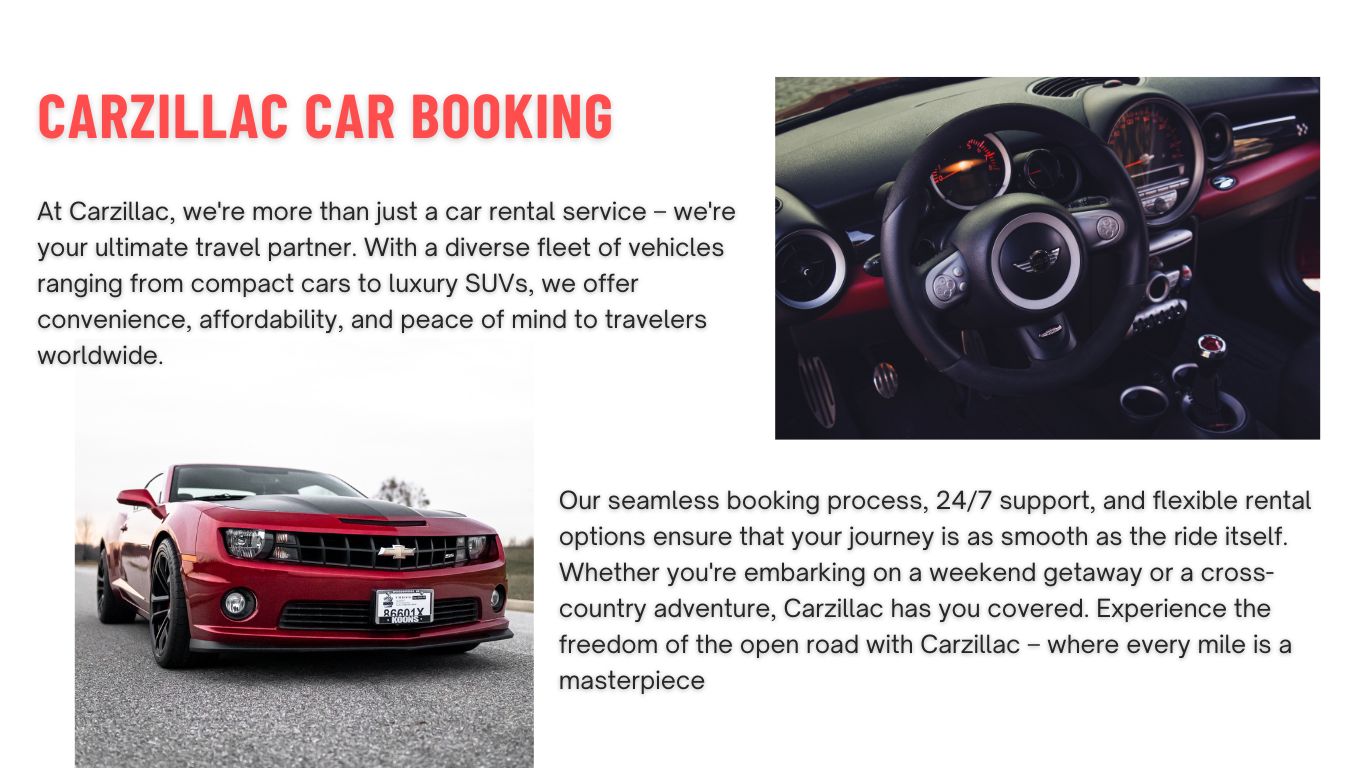 CARZILLAC CAR BOOKING
At Carzillac, we're more than just a car rental service – we're
your ultimate travel partner. With a diverse fleet of vehicles
ranging from compact cars to luxury SUVs, we offer
convenience, affordability, and peace of mind to travelers
worldwide.
86601X
KOONS
Our seamless booking process, 24/7 support, and flexible rental
options ensure that your journey is as smooth as the ride itself.
Whether you're embarking on a weekend getaway or a cross-
country adventure, Carzillac has you covered. Experience the
freedom of the open road with Carzillac – where every mile is a
masterpiece